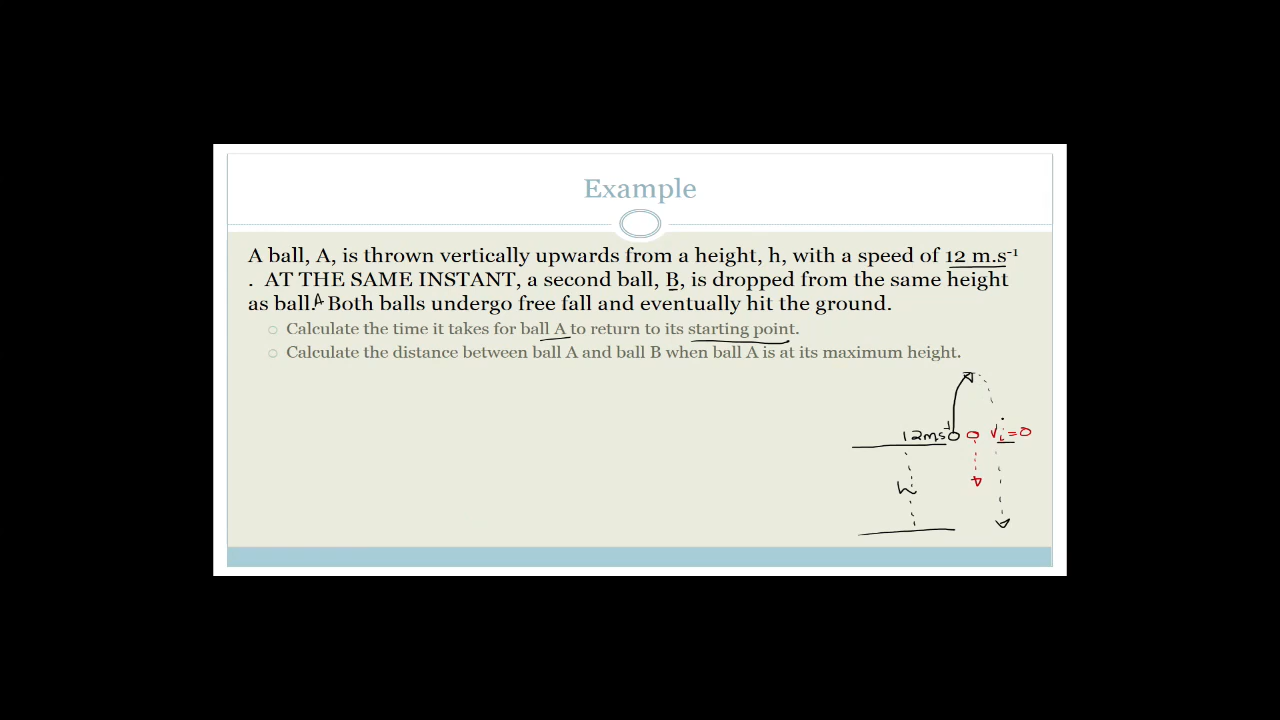 Example
A ball, A, is thrown vertically upwards from a height, h, with a speed of 12 m.s⁻¹
. AT THE SAME INSTANT, a second ball, B, is dropped from the same height
as ball. A Both balls undergo free fall and eventually hit the ground.
Calculate the time it takes for ball A to return to its starting point.
Calculate the distance between ball A and ball B when ball A is at its maximum height.
12ms⁻¹ vi=0
h